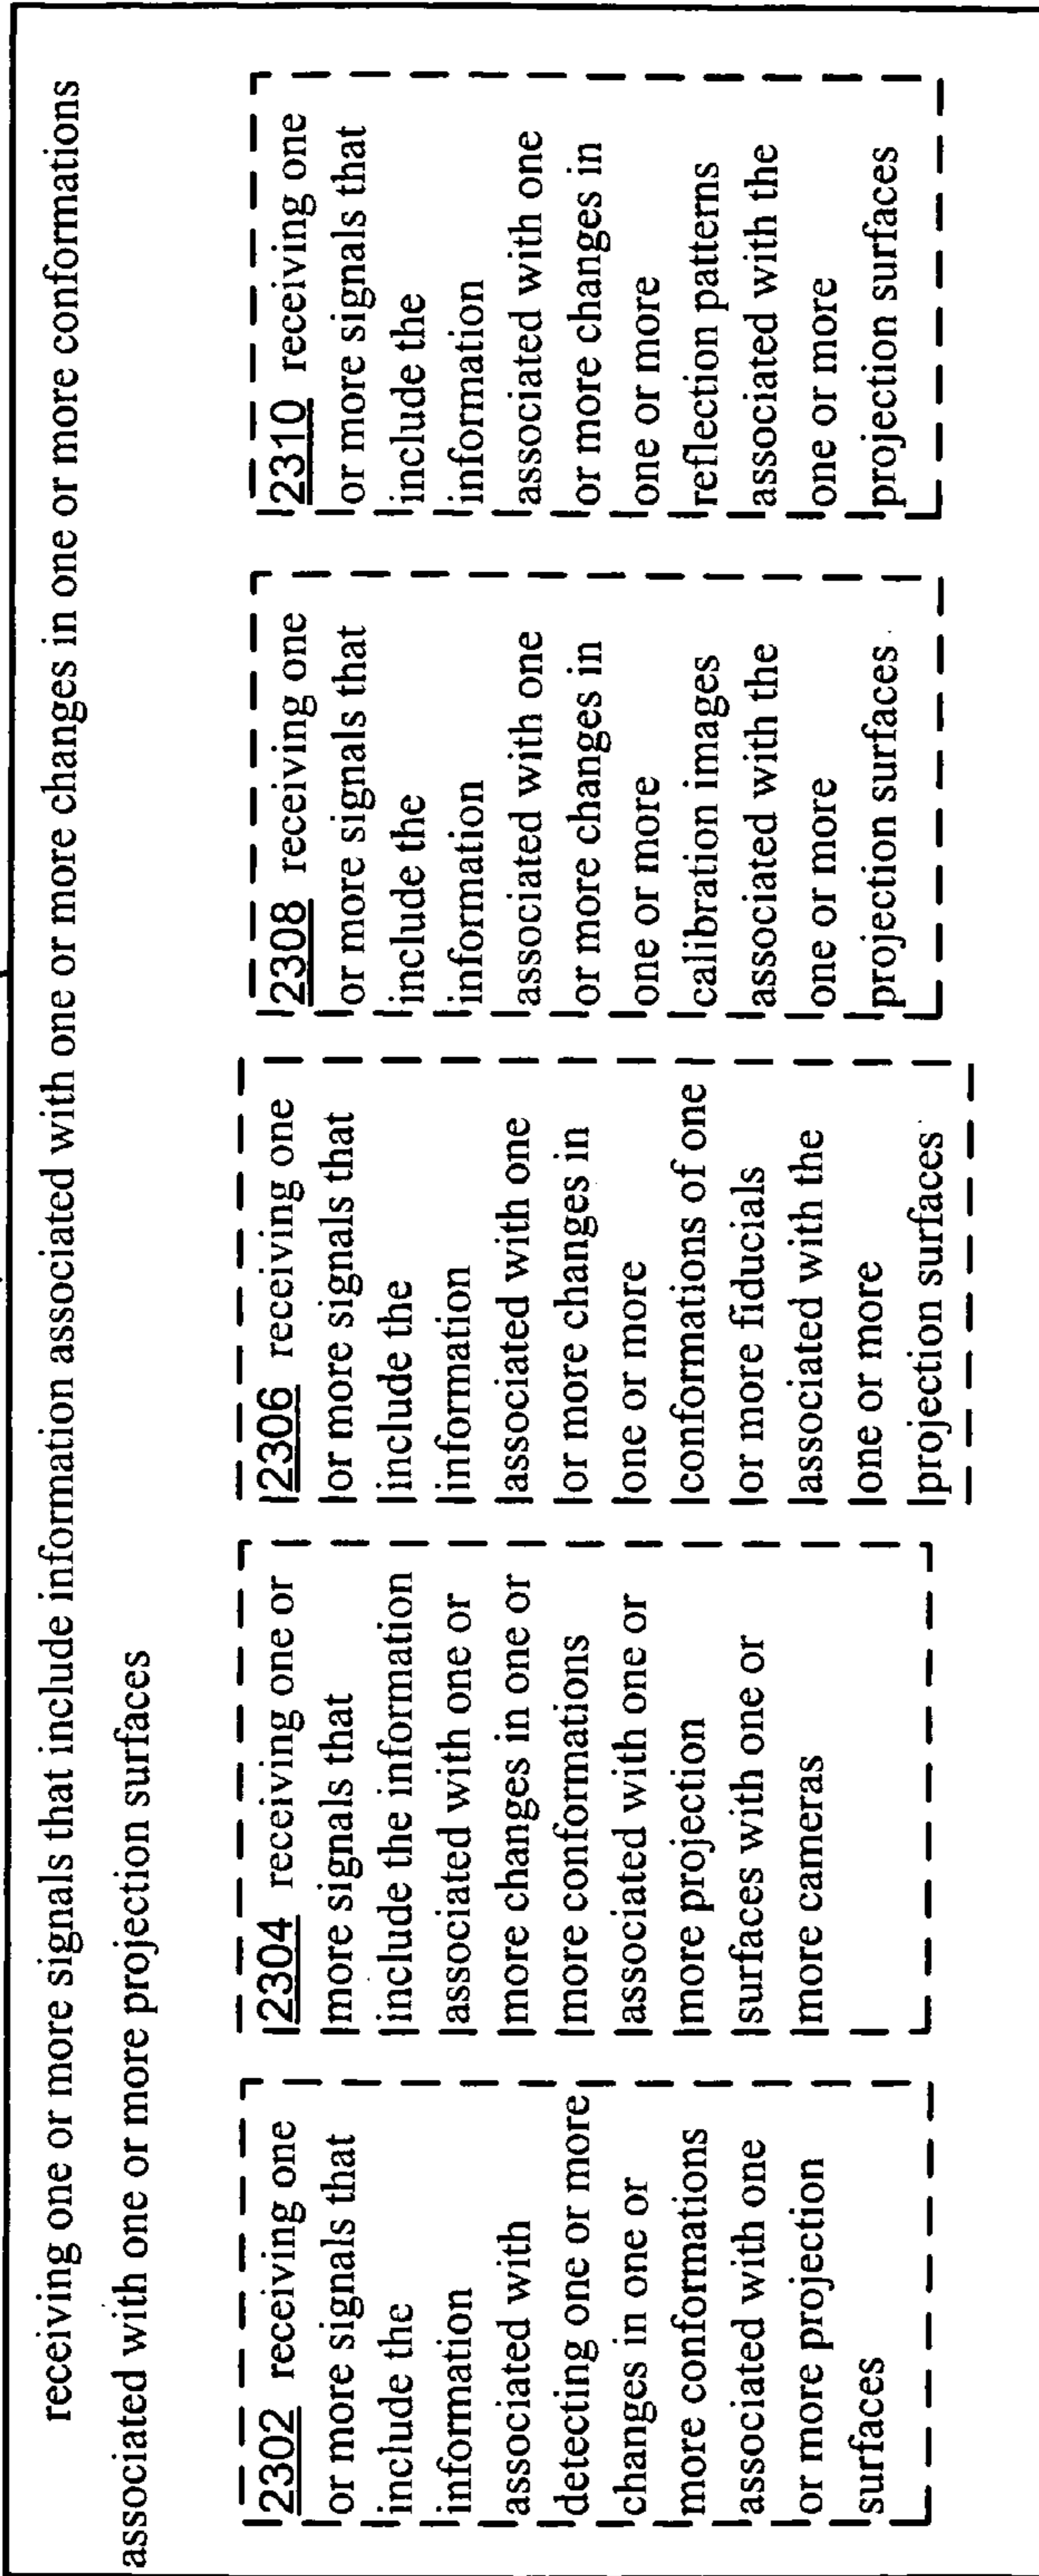 receiving one or more signals that include information associated with one or more changes in one or more conformations
associated with one or more projection surfaces
2302 receiving one
or more signals that
include the
information
associated with
detecting one or more
changes in one or
more conformations
associated with one
or more projection
surfaces
2304 receiving one or
more signals that
include the information
associated with one or
more changes in one or
more conformations
associated with one or
more projection
surfaces with one or
more cameras
2306 receiving one
or more signals that
include the
information
associated with one
or more changes in
one or more
conformations of one
or more fiducials
associated with the
one or more
projection surfaces
2308 receiving one
or more signals that
include the
information
associated with one
or more changes in
one or more
calibration images
associated with the
one or more
projection surfaces
2310 receiving one
or more signals that
include the
information
associated with one
or more changes in
one or more
reflection patterns
associated with the
one or more
projection surfaces